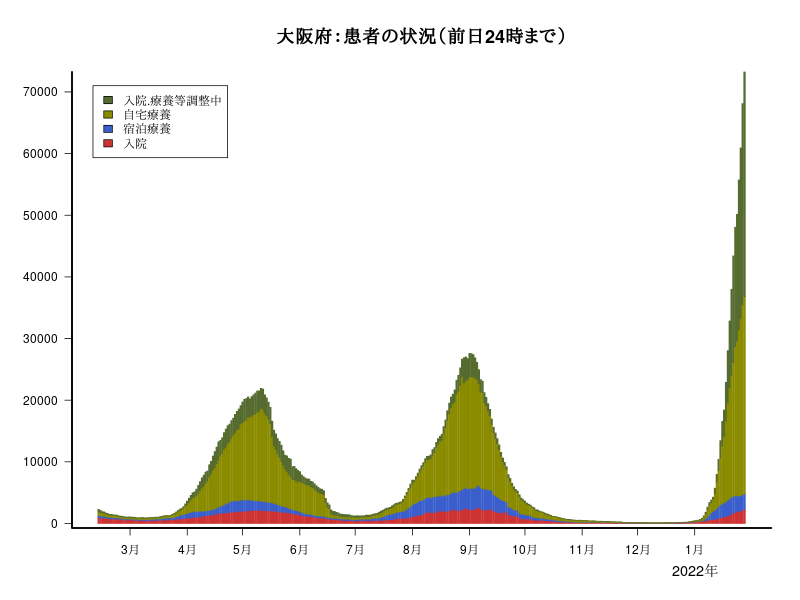 大阪府：患者の状況（前日24時まで）
70000
60000
50000
40000
30000
20000
10000
0
入院.療養等調整中
自宅療養
宿泊療養
入院
3月 4月 5月 6月 7月 8月 9月 10月 11月 12月 1月
2022年